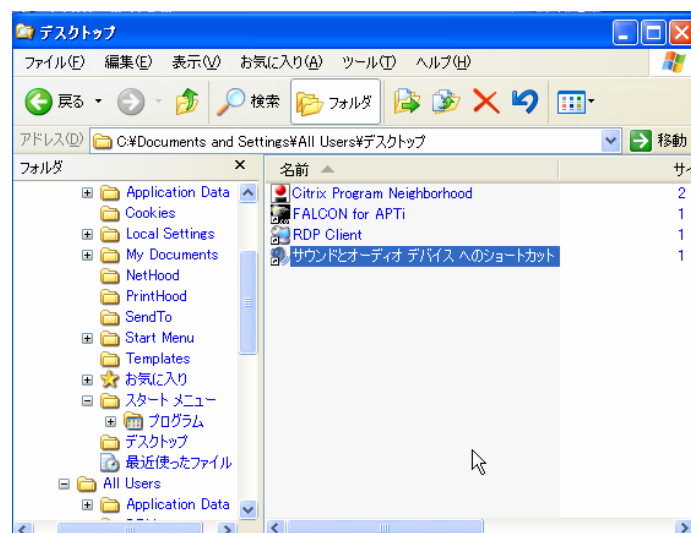 デスクトップ
ファイル(F) 編集(E) 表示(V) お気に入り(A) ツール(T) ヘルプ(H)
戻る 検索 フォルダ
アドレス(D) C:¥Documents and Settings¥All Users¥デスクトップ 移動
フォルダ × 名前 サイ
Application Data
Cookies
Local Settings
My Documents
NetHood
PrintHood
SendTo
Start Menu
Templates
お気に入り
スタート メニュー
プログラム
デスクトップ
最近使ったファイル
All Users
Application Data
Citrix Program Neighborhood 2
FALCON for APTi 1
RDP Client 1
サウンドとオーディオ デバイス へのショートカット 1